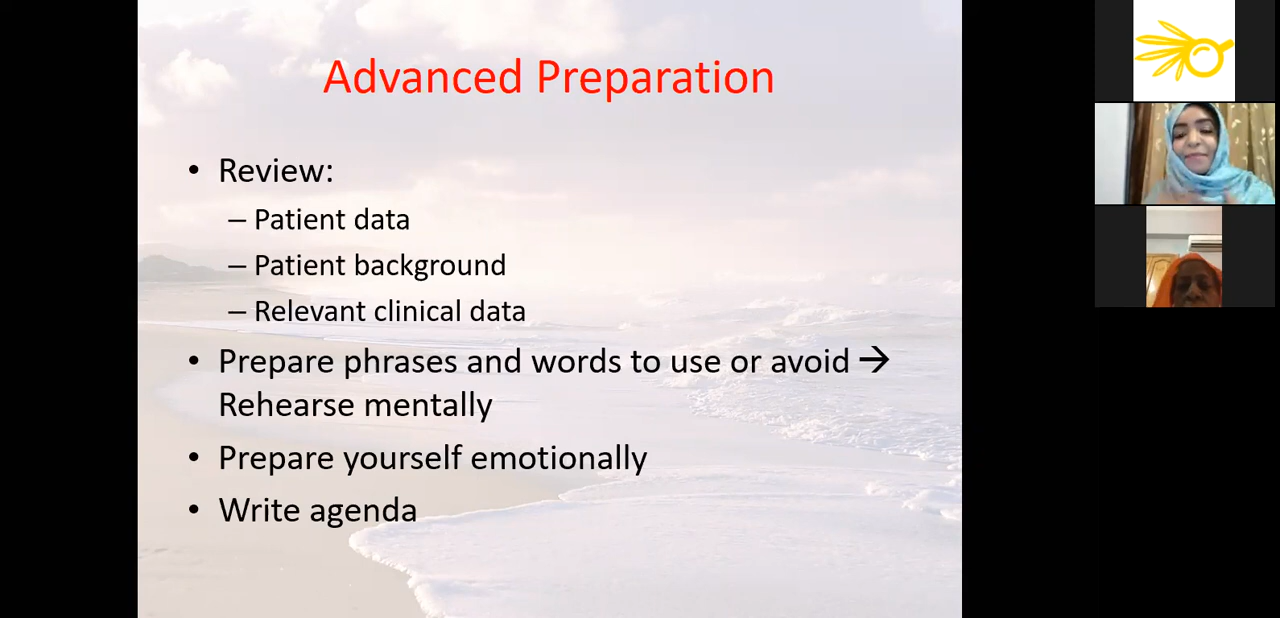 Advanced Preparation
• Review:
– Patient data
– Patient background
– Relevant clinical data
• Prepare phrases and words to use or avoid →
Rehearse mentally
• Prepare yourself emotionally
• Write agenda